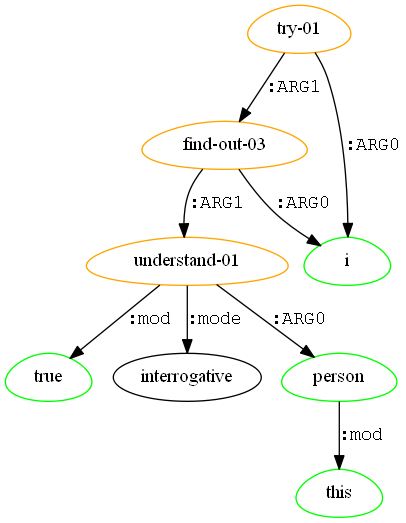 try-01
:ARG1
:ARG0
find-out-03
:ARG1
:ARG0
understand-01
i
:mod
:mode
:ARG0
true
interrogative
person
:mod
this